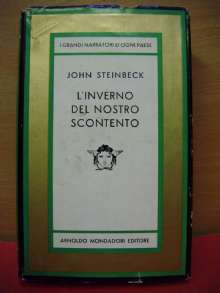 I GRANDI NARRATORI D'OGNI PAESE
JOHN STEINBECK
L'INVERNO
DEL NOSTRO
SCONTENTO
ARNOLDO MONDADORI EDITORE